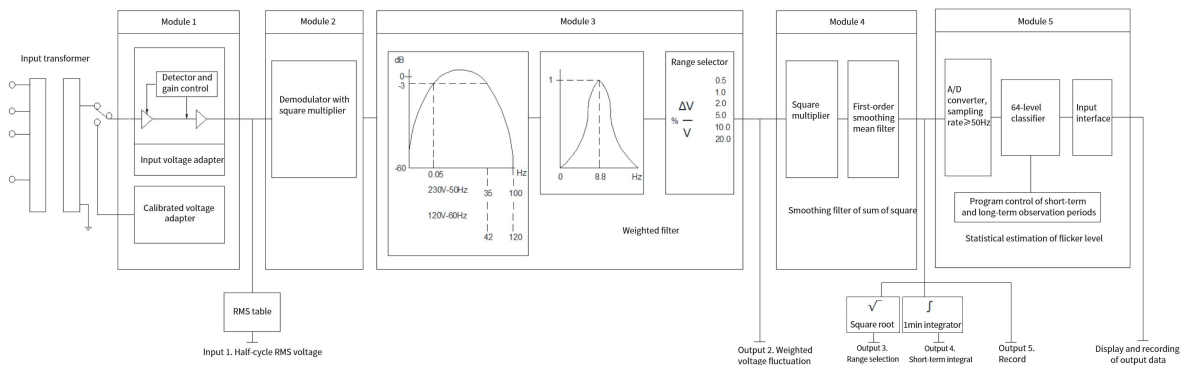 Module 1
Module 2
Module 3
Module 4
Module 5
Input transformer
Detector and
gain control
Input voltage adapter
Calibrated voltage
adapter
Demodulator with
square multiplier
dB
0
-3
-60
0.05
Hz
230V-50Hz
35
100
120V-60Hz
42
120
1
0
8.8
Hz
Range selector
ΔV
%
V
0.5
1.0
2.0
5.0
10.0
20.0
Weighted filter
Square
multiplier
First-order
smoothing
mean filter
Smoothing filter of sum of square
A/D
converter,
sampling
rate⩾50Hz
64-level
classifier
Input
interface
Program control of short-term
and long-term observation periods
Statistical estimation of flicker level
RMS table
Input 1. Half-cycle RMS voltage
Output 2. Weighted
voltage fluctuation
√
Square root
Output 3.
Range selection
∫
1min integrator
Output 4.
Short-term integral
Output 5.
Record
Display and recording
of output data